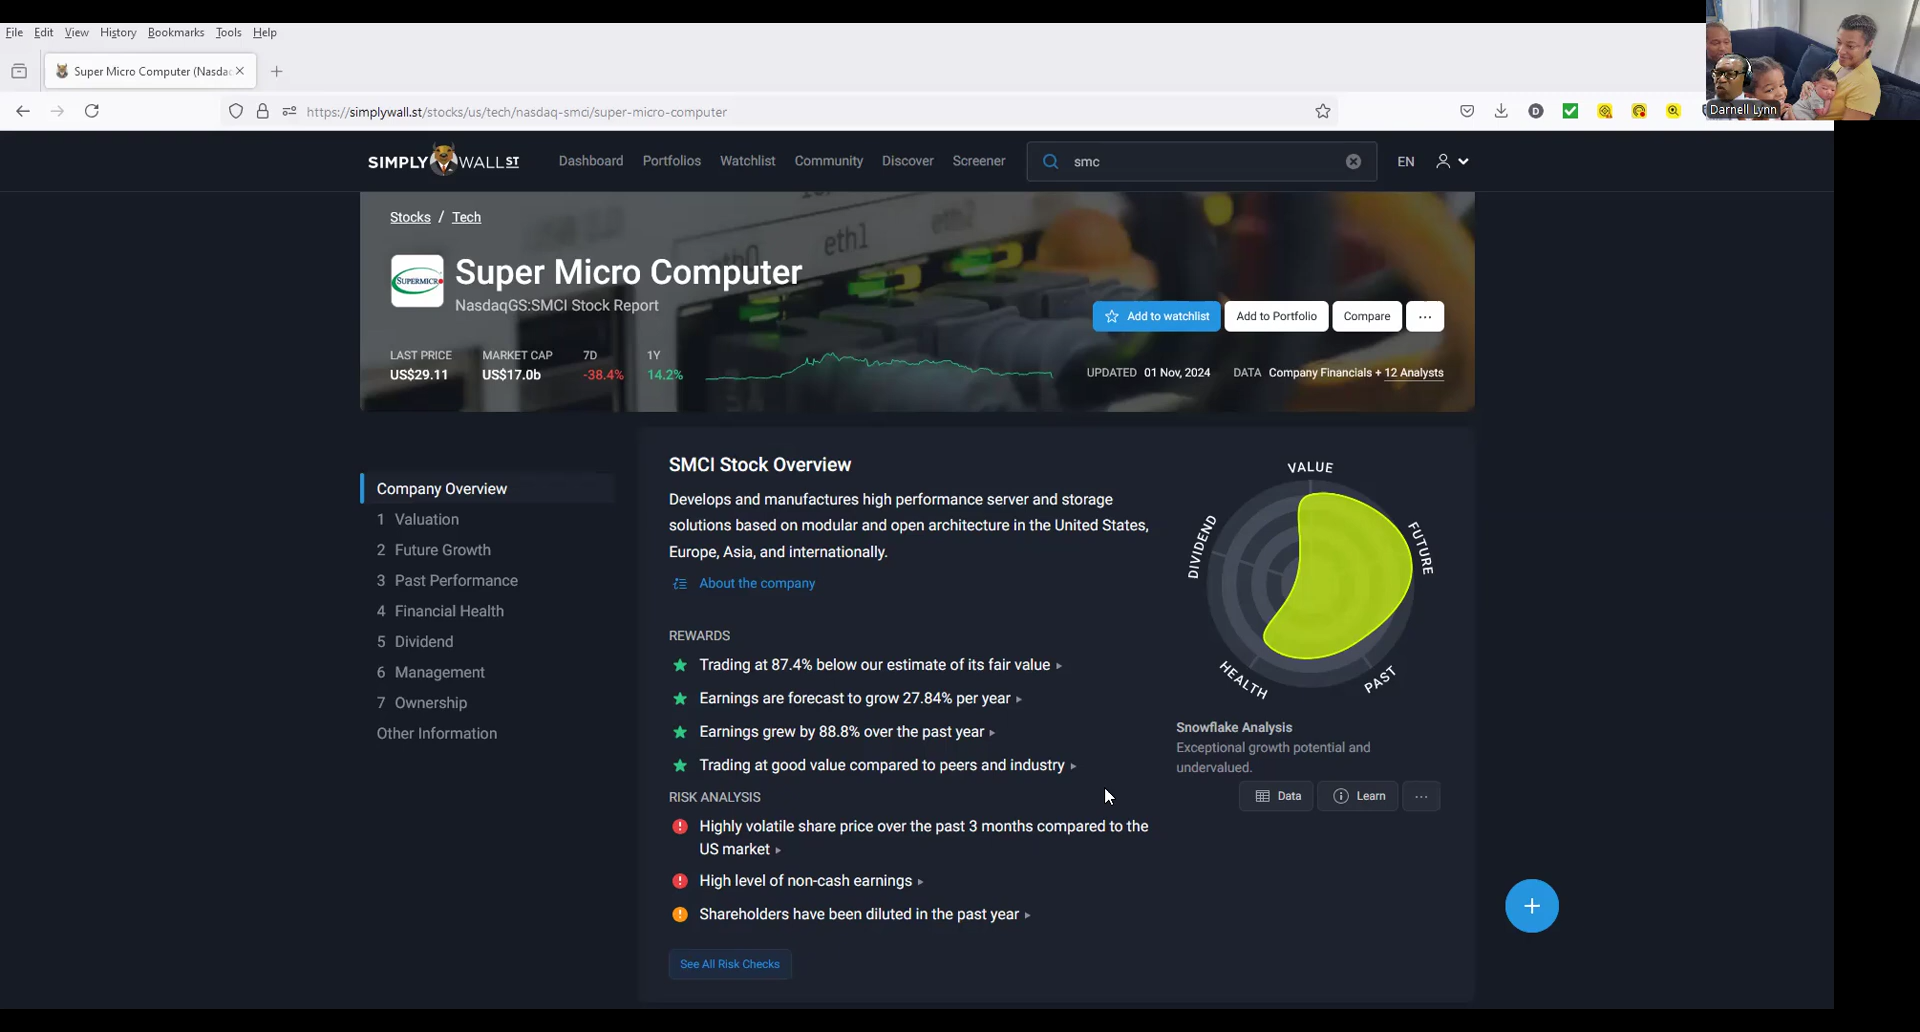 File Edit View History Bookmarks Tools Help
Super Micro Computer (Nasda
https://simplywall.st/stocks/us/tech/nasdaq-smci/super-micro-computer
Darnell Lynn
SIMPLY WALL ST Dashboard Portfolios Watchlist Community Discover Screener smc EN
Stocks / Tech
eth1 eth2
SUPERMICR
Super Micro Computer
NasdaqGS:SMCI Stock Report
Add to watchlist Add to Portfolio Compare ...
LAST PRICE MARKET CAP 7D 1Y
US$29.11 US$17.0b -38.4% 14.2%
UPDATED 01 Nov, 2024 DATA Company Financials + 12 Analysts
Company Overview
1 Valuation
2 Future Growth
3 Past Performance
4 Financial Health
5 Dividend
6 Management
7 Ownership
Other Information
SMCI Stock Overview
Develops and manufactures high performance server and storage
solutions based on modular and open architecture in the United States,
Europe, Asia, and internationally.
About the company
REWARDS
Trading at 87.4% below our estimate of its fair value
Earnings are forecast to grow 27.84% per year
Earnings grew by 88.8% over the past year
Trading at good value compared to peers and industry
RISK ANALYSIS
Highly volatile share price over the past 3 months compared to the
US market
High level of non-cash earnings
Shareholders have been diluted in the past year
See All Risk Checks
VALUE
FUTURE
PAST
HEALTH
DIVIDEND
Snowflake Analysis
Exceptional growth potential and
undervalued.
Data Learn ...